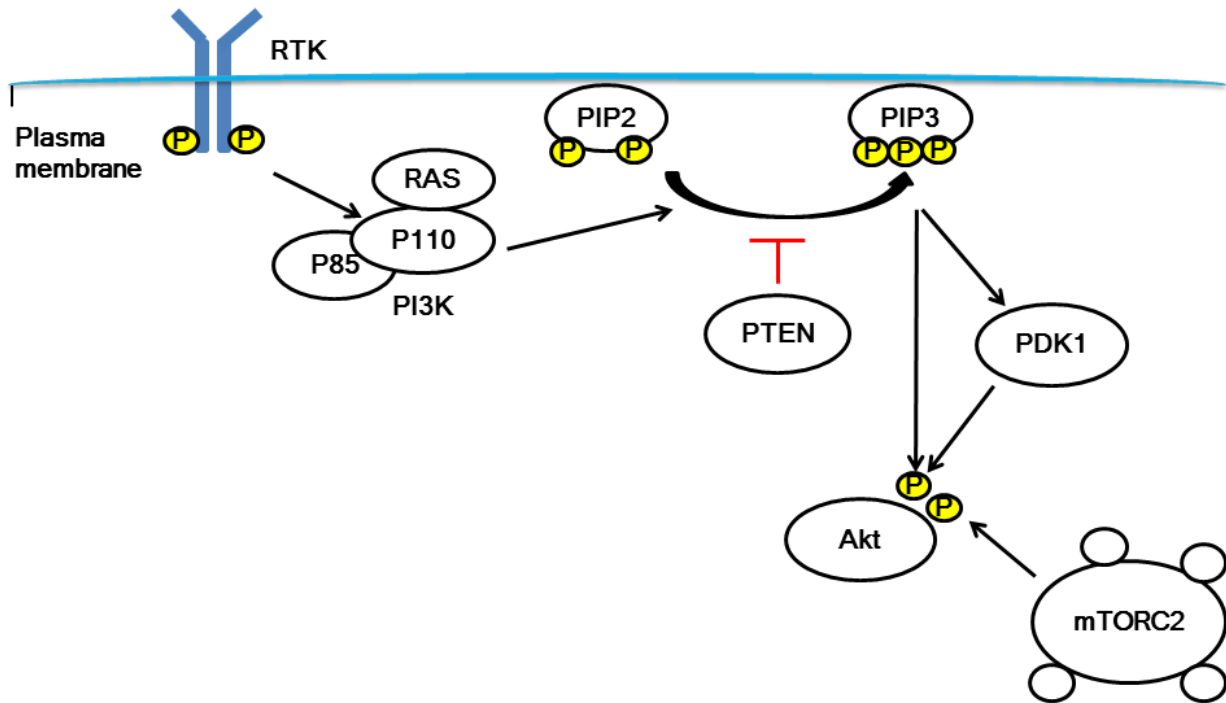 RTK
Plasma
membrane
P
P
PIP2
P
P
PIP3
P
P
P
RAS
P110
P85
PI3K
PTEN
PDK1
P
P
Akt
mTORC2